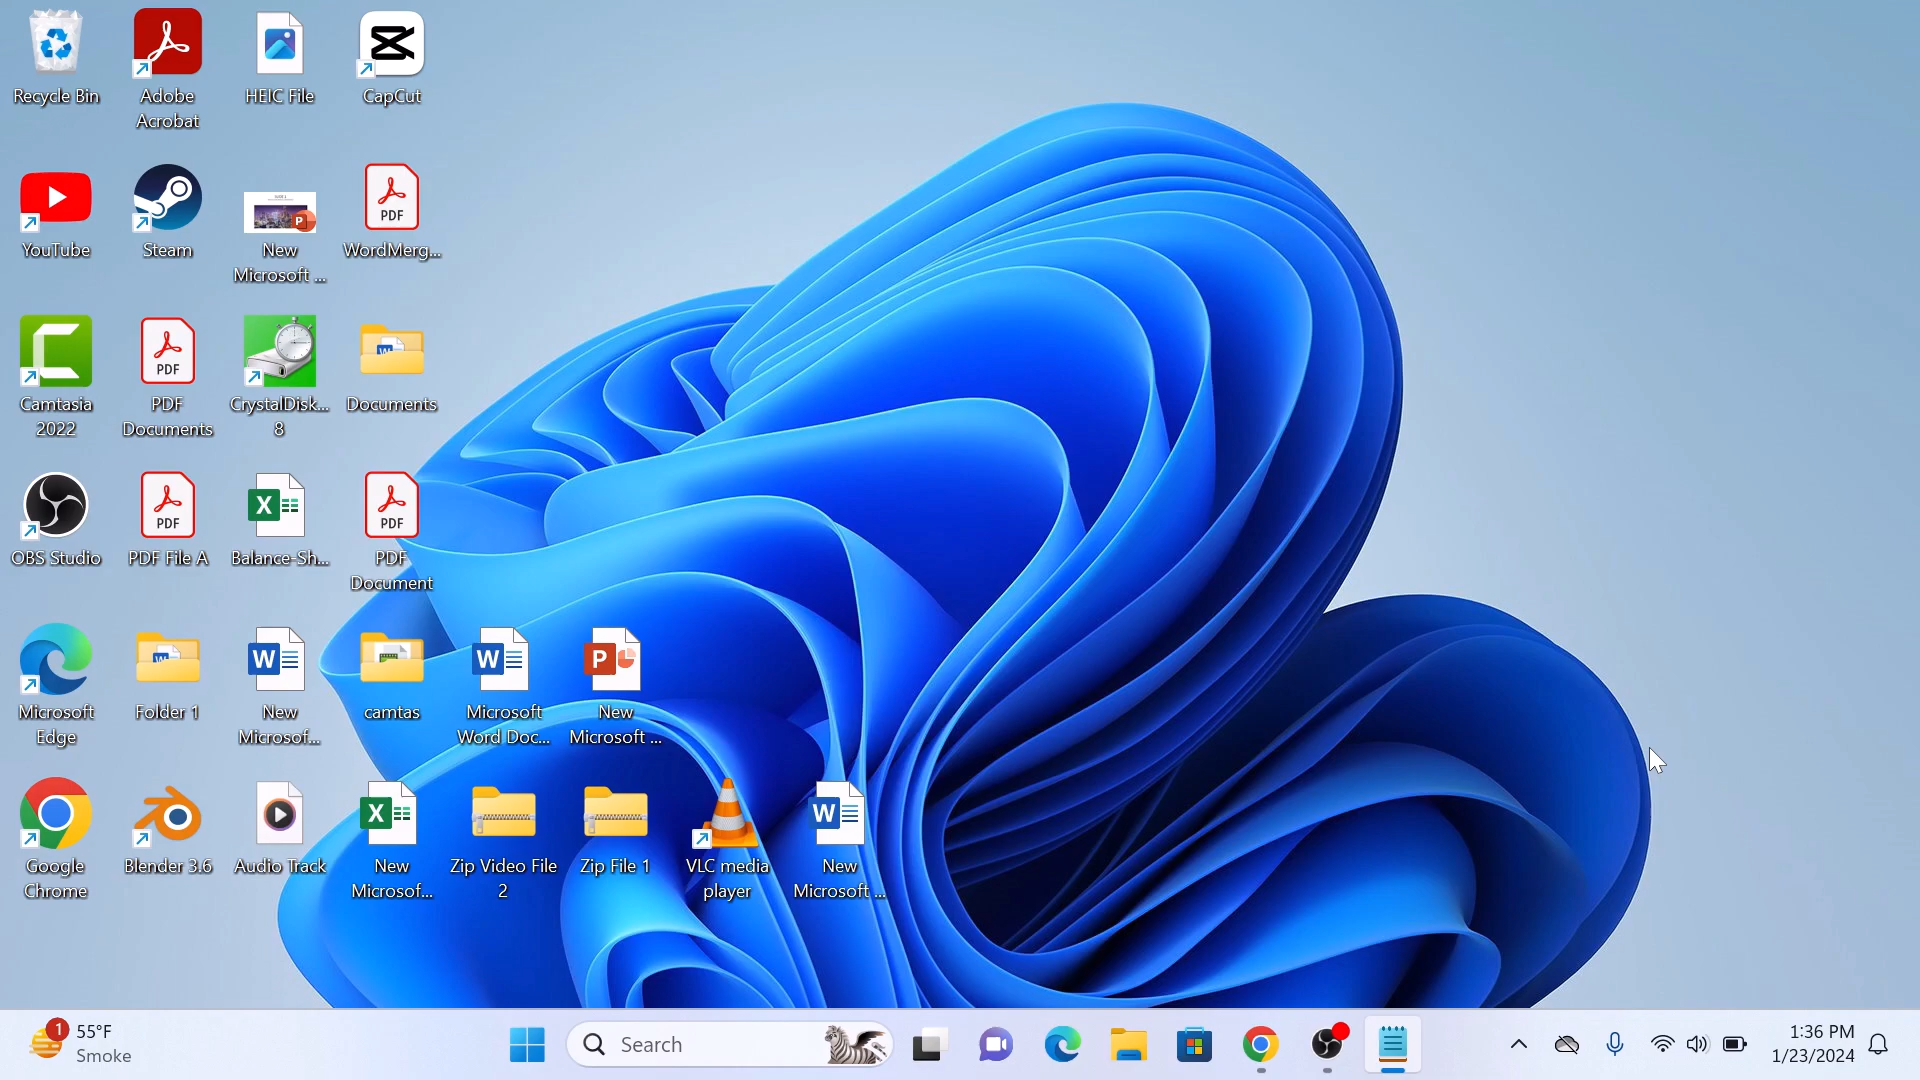 Recycle Bin
Adobe
Acrobat
HEIC File
CapCut
YouTube
Steam
New
Microsoft ...
PDF
WordMerg...
Camtasia
2022
PDF
PDF
Documents
CrystalDisk...
8
Documents
OBS Studio
PDF
PDF File A
Balance-Sh...
PDF
PDF
Document
Microsoft
Edge
Folder 1
New
Microsof...
camtas
Microsoft
Word Doc...
New
Microsoft ...
Google
Chrome
Blender 3.6
Audio Track
New
Microsof...
Zip Video File
2
Zip File 1
VLC media
player
New
Microsoft ...
1
55°F
Smoke
Search
1:36 PM
1/23/2024